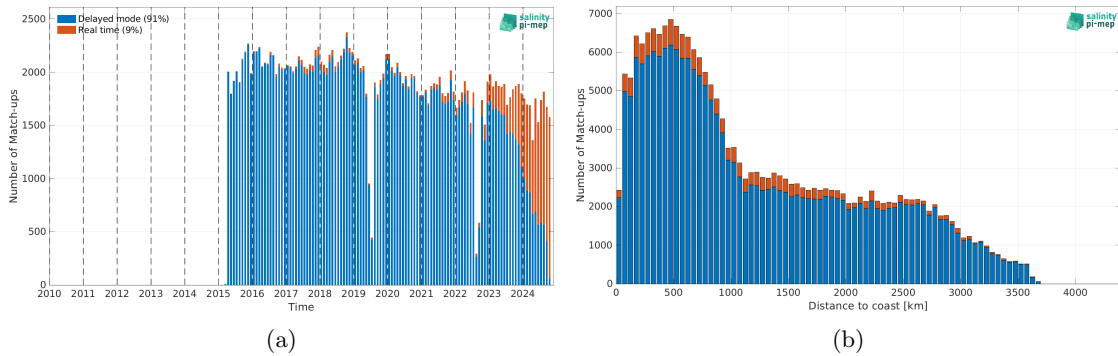 Delayed mode (91%)
Real time (9%)
salinity
pi-mep
2500
2000
1500
1000
500
0
Number of Match-ups
2010 2011 2012 2013 2014 2015 2016 2017 2018 2019 2020 2021 2022 2023 2024
Time
(a)
salinity
pi-mep
7000
6000
5000
4000
3000
2000
1000
0
Number of Match-ups
0 500 1000 1500 2000 2500 3000 3500 4000
Distance to coast [km]
(b)